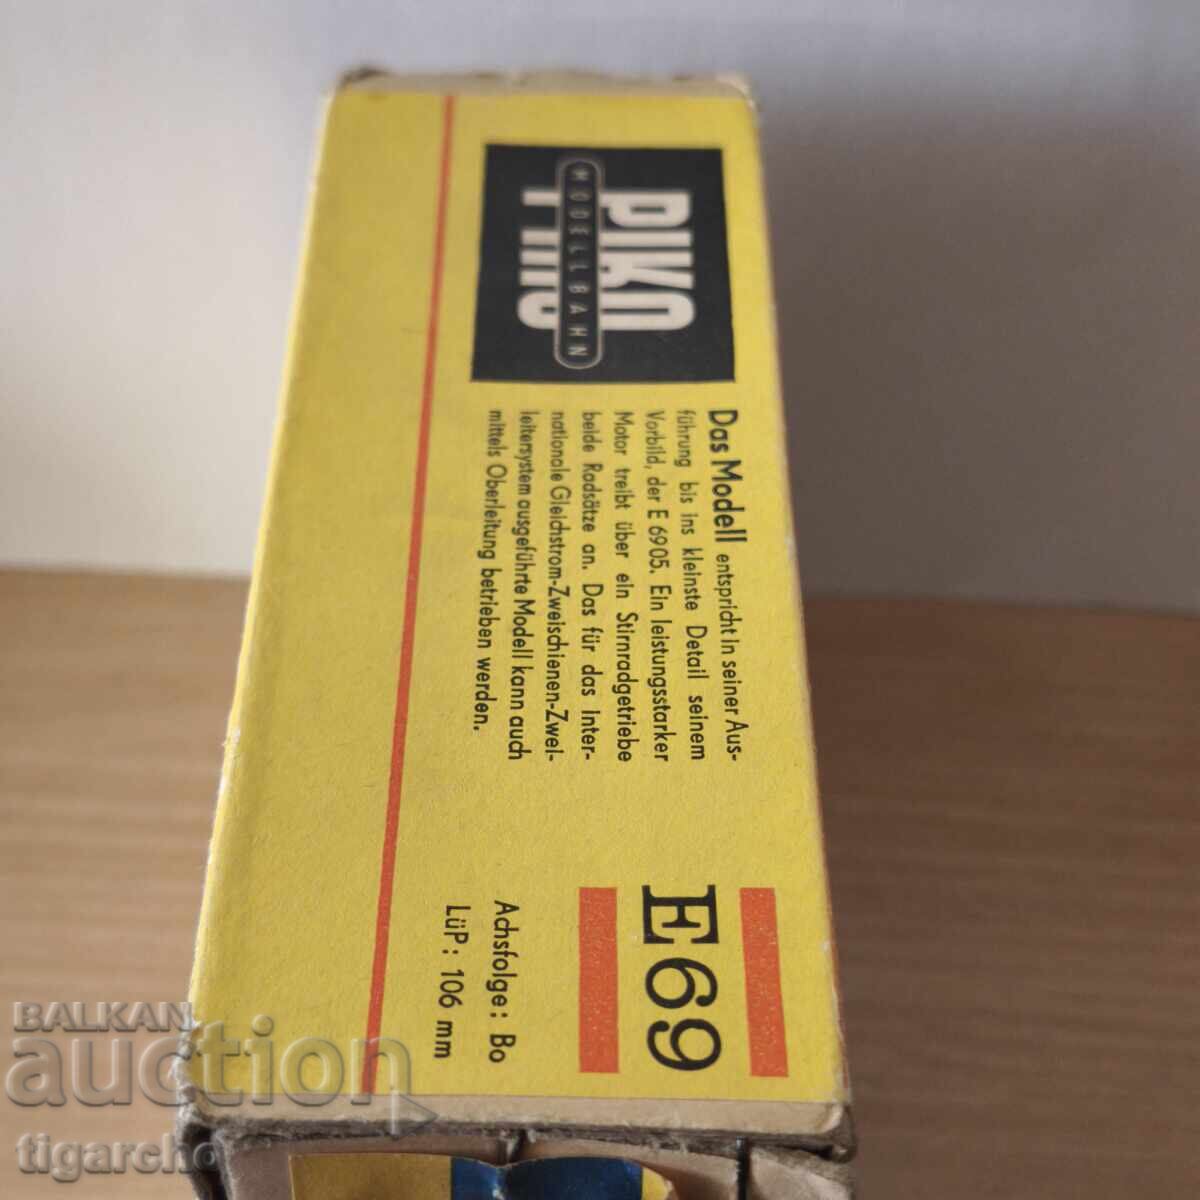 PIKO
MODELLBAHN
Das Modell entspricht in seiner Aus-
führung bis ins kleinste Detail seinem
Vorbild, der E 6905. Ein leistungsstarker
Motor treibt über ein Stirnradgetriebe
beide Radsätze an. Das für das inter-
nationale Gleichstrom-Zweischienen-Zwei-
leitersystem ausgeführte Modell kann auch
mittels Oberleitung betrieben werden.
E69
Achsfolge: Bo
LüP: 106 mm
BALKAN
auction
tigarcho